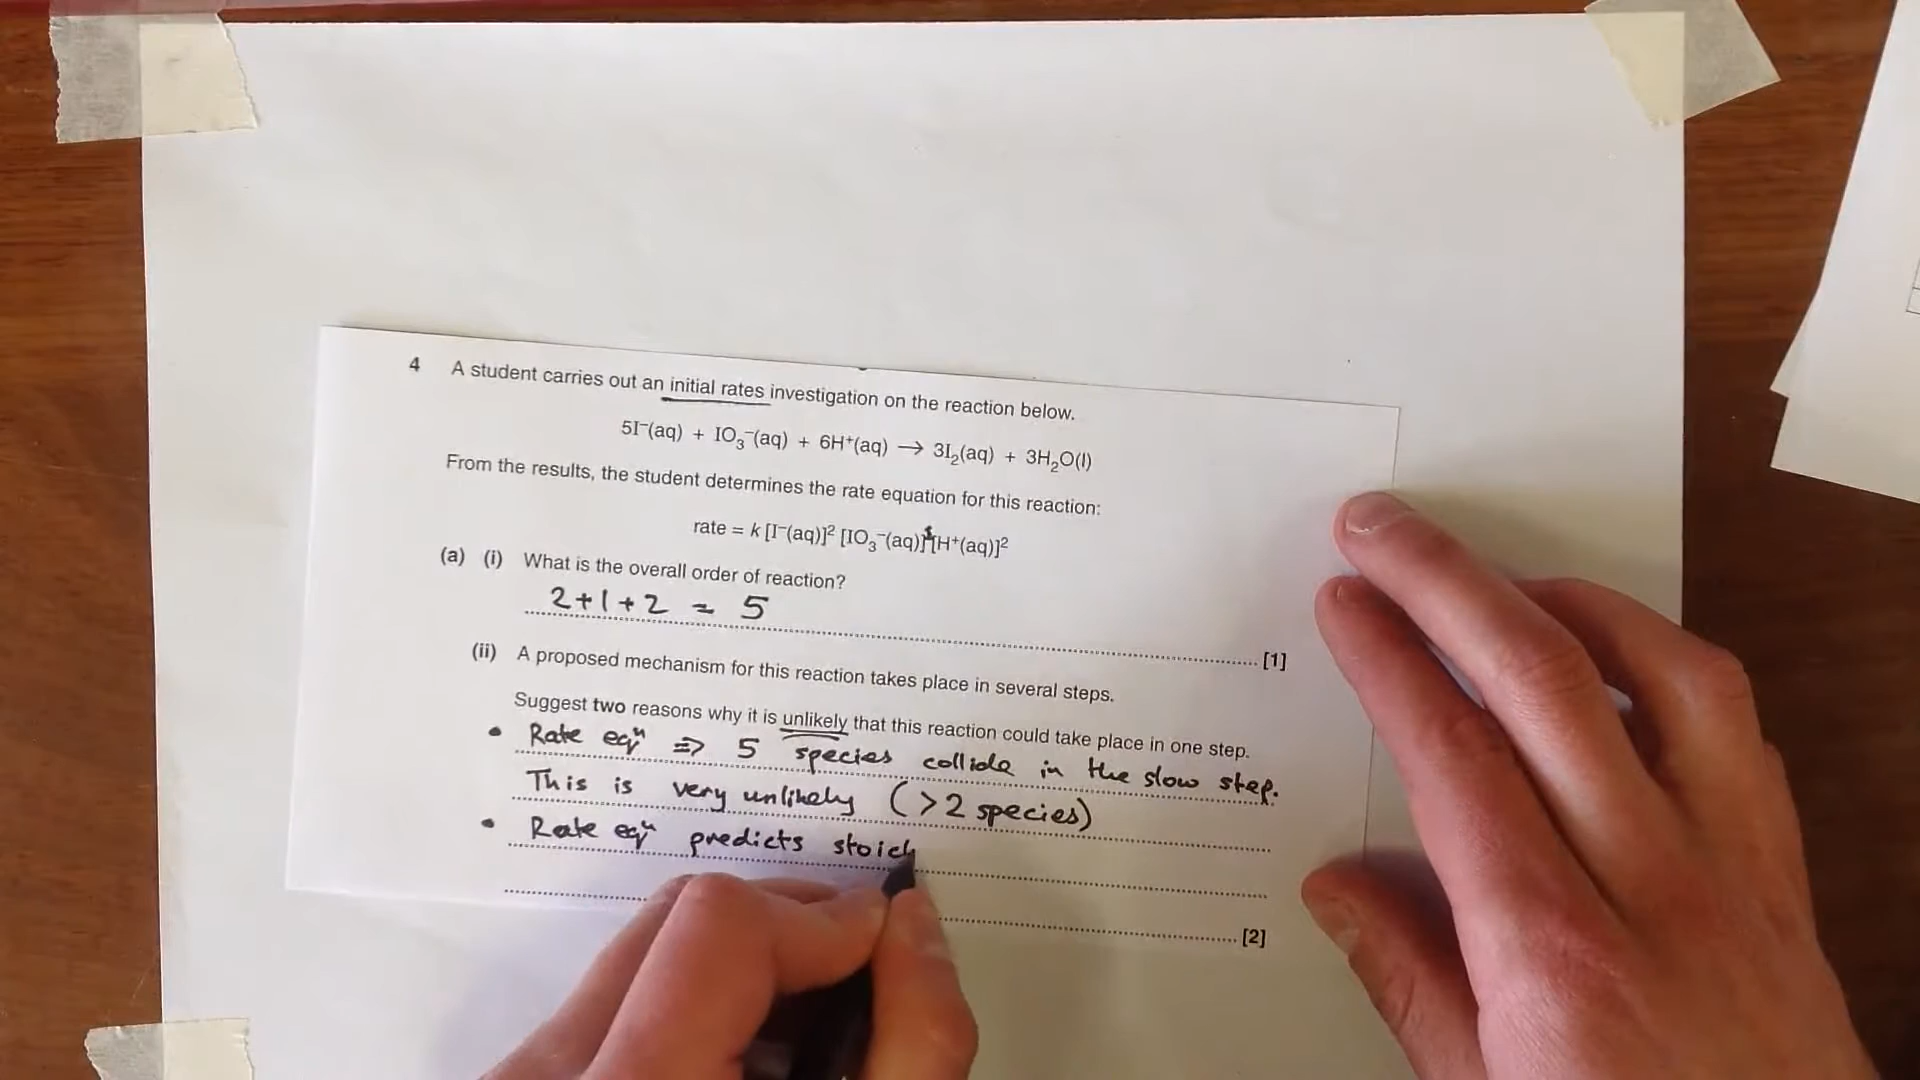 4 A student carries out an initial rates investigation on the reaction below.
5I⁻(aq) + IO₃⁻(aq) + 6H⁺(aq) → 3I₂(aq) + 3H₂O(l)
From the results, the student determines the rate equation for this reaction:
rate = k [I⁻(aq)]² [IO₃⁻(aq)]¹ [H⁺(aq)]²
(a) (i) What is the overall order of reaction?
2+1+2 = 5
[1]
(ii) A proposed mechanism for this reaction takes place in several steps.
Suggest two reasons why it is unlikely that this reaction could take place in one step.
• Rate eqⁿ ⇒ 5 species collide in the slow step.
This is very unlikely (>2 species)
• Rate eqⁿ predicts stoich
[2]